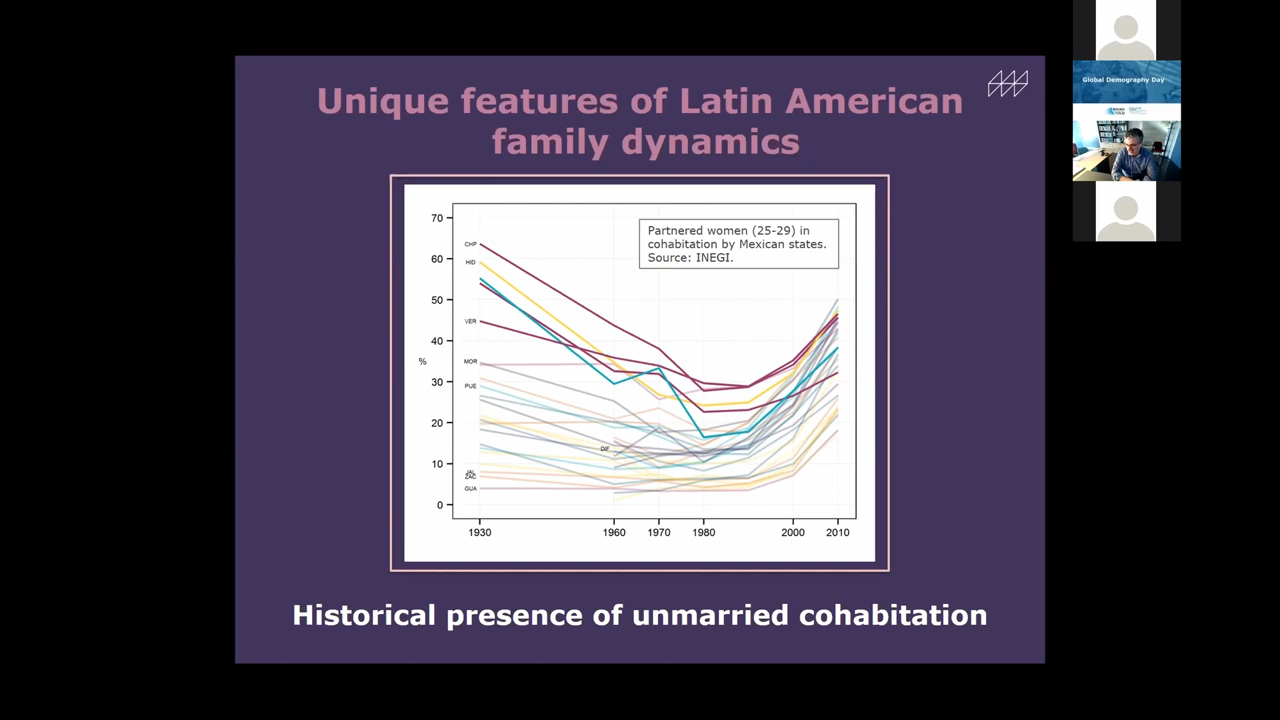 Unique features of Latin American
family dynamics
Global Demography Day
Partnered women (25-29) in
cohabitation by Mexican states.
Source: INEGI.
70
60
50
40
30
20
10
0
%
CHP
HID
VER
MOR
PUE
DIF
JAL
ZAC
GUA
1930
1960
1970
1980
2000
2010
Historical presence of unmarried cohabitation